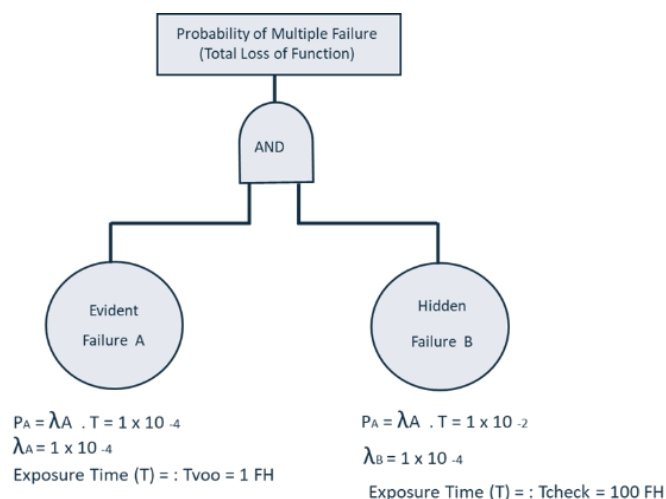 Probability of Multiple Failure
(Total Loss of Function)
AND
Evident
Failure A
Hidden
Failure B
PA = λA . T = 1 x 10 -4
λA = 1 x 10 -4
Exposure Time (T) = : Tvoo = 1 FH
PA = λA . T = 1 x 10 -2
λB = 1 x 10 -4
Exposure Time (T) = : Tcheck = 100 FH